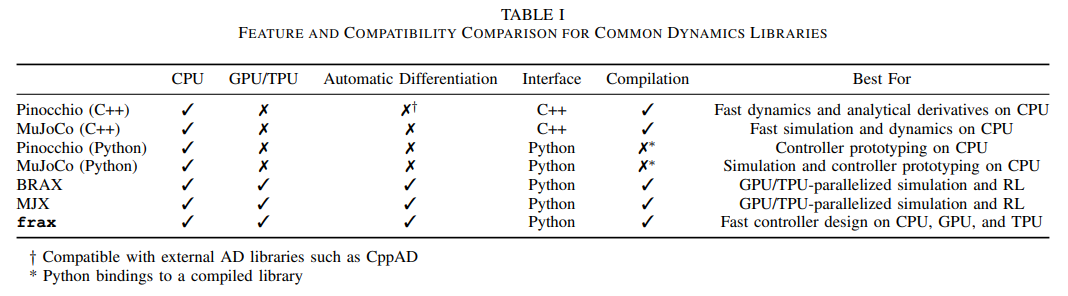 TABLE I
FEATURE AND COMPATIBILITY COMPARISON FOR COMMON DYNAMICS LIBRARIES
CPU GPU/TPU Automatic Differentiation Interface Compilation Best For
Pinocchio (C++) ✓ ✗ ✗† C++ ✓ Fast dynamics and analytical derivatives on CPU
MuJoCo (C++) ✓ ✗ ✗ C++ ✓ Fast simulation and dynamics on CPU
Pinocchio (Python) ✓ ✗ ✗ Python ✗* Controller prototyping on CPU
MuJoCo (Python) ✓ ✗ ✗ Python ✗* Simulation and controller prototyping on CPU
BRAX ✓ ✓ ✓ Python ✓ GPU/TPU-parallelized simulation and RL
MJX ✓ ✓ ✓ Python ✓ GPU/TPU-parallelized simulation and RL
frax ✓ ✓ ✓ Python ✓ Fast controller design on CPU, GPU, and TPU
† Compatible with external AD libraries such as CppAD
* Python bindings to a compiled library